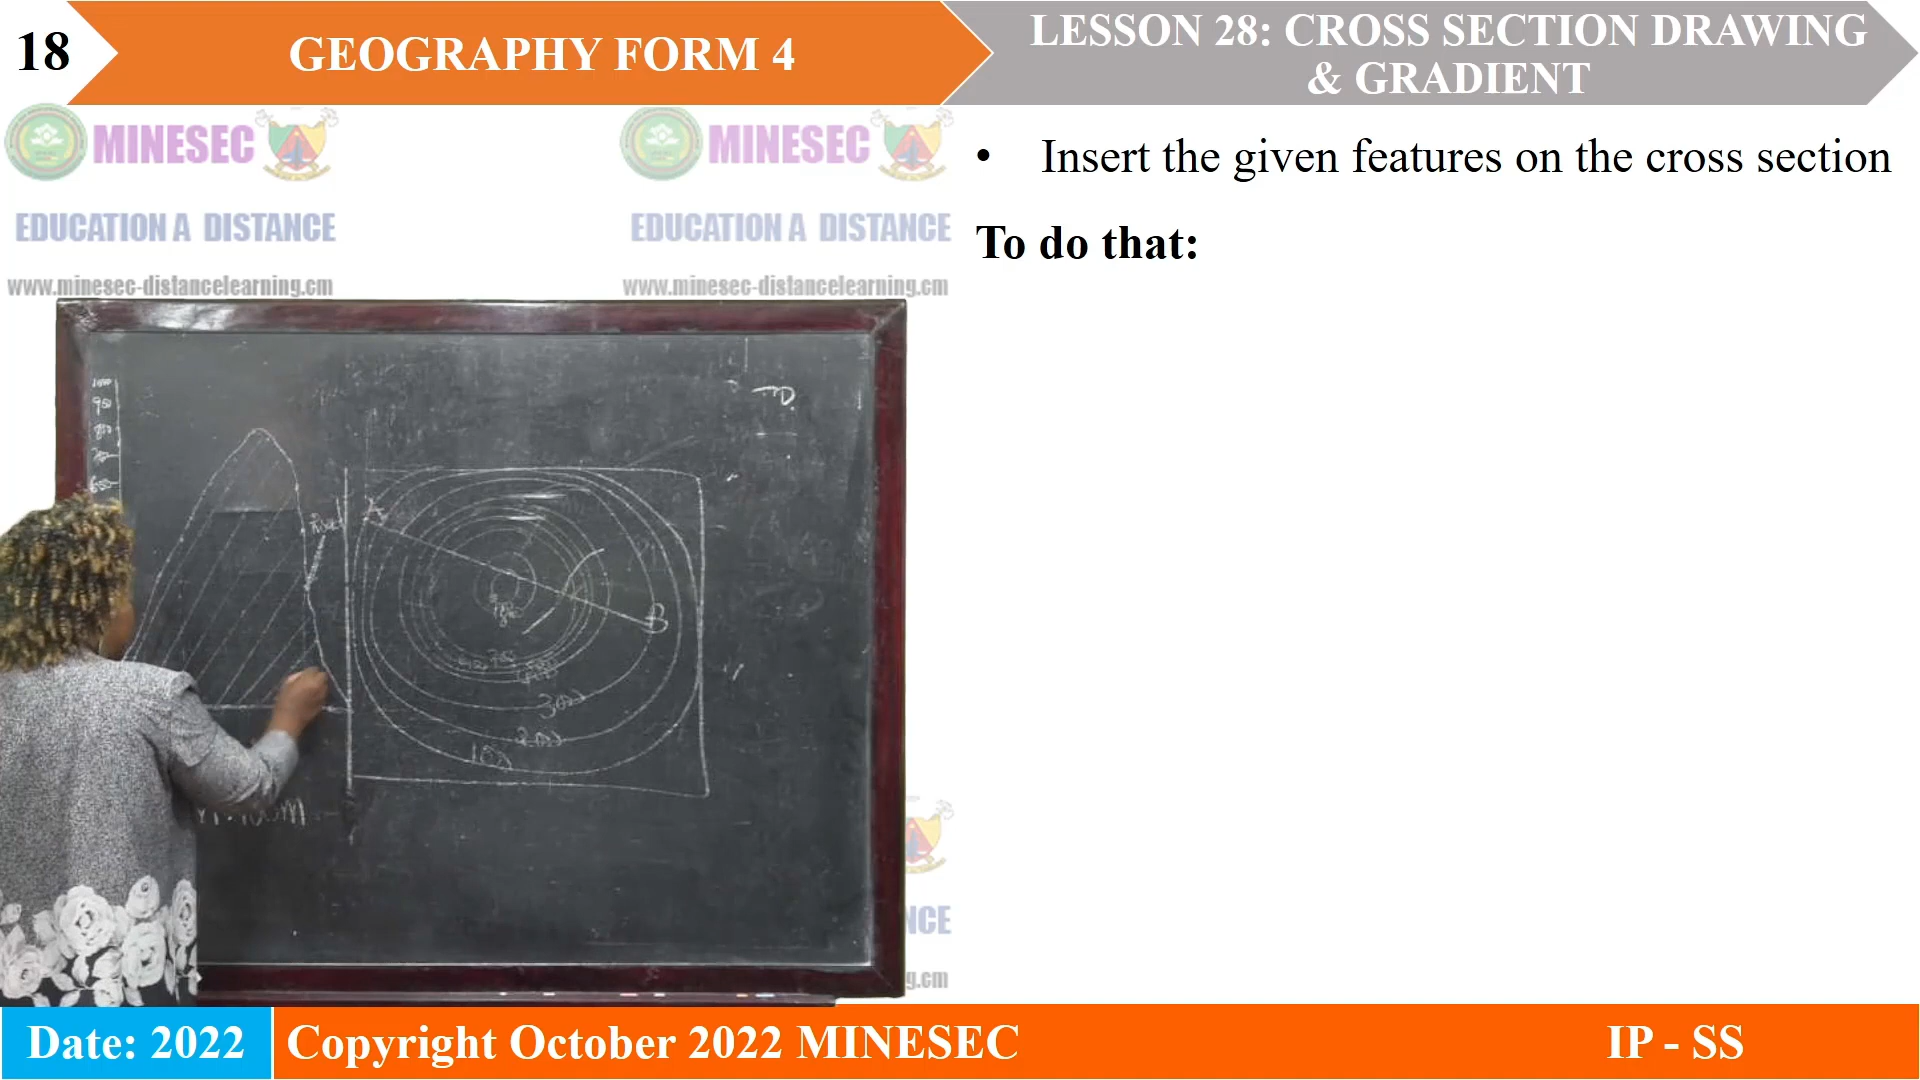 18
GEOGRAPHY FORM 4
LESSON 28: CROSS SECTION DRAWING
& GRADIENT
MINESEC
EDUCATION A DISTANCE
www.minesec-distancelearning.cm
MINESEC
EDUCATION A DISTANCE
www.minesec-distancelearning.cm
• Insert the given features on the cross section
To do that:
A
B
300
200
100
NCE
g.cm
Date: 2022
Copyright October 2022 MINESEC
IP - SS